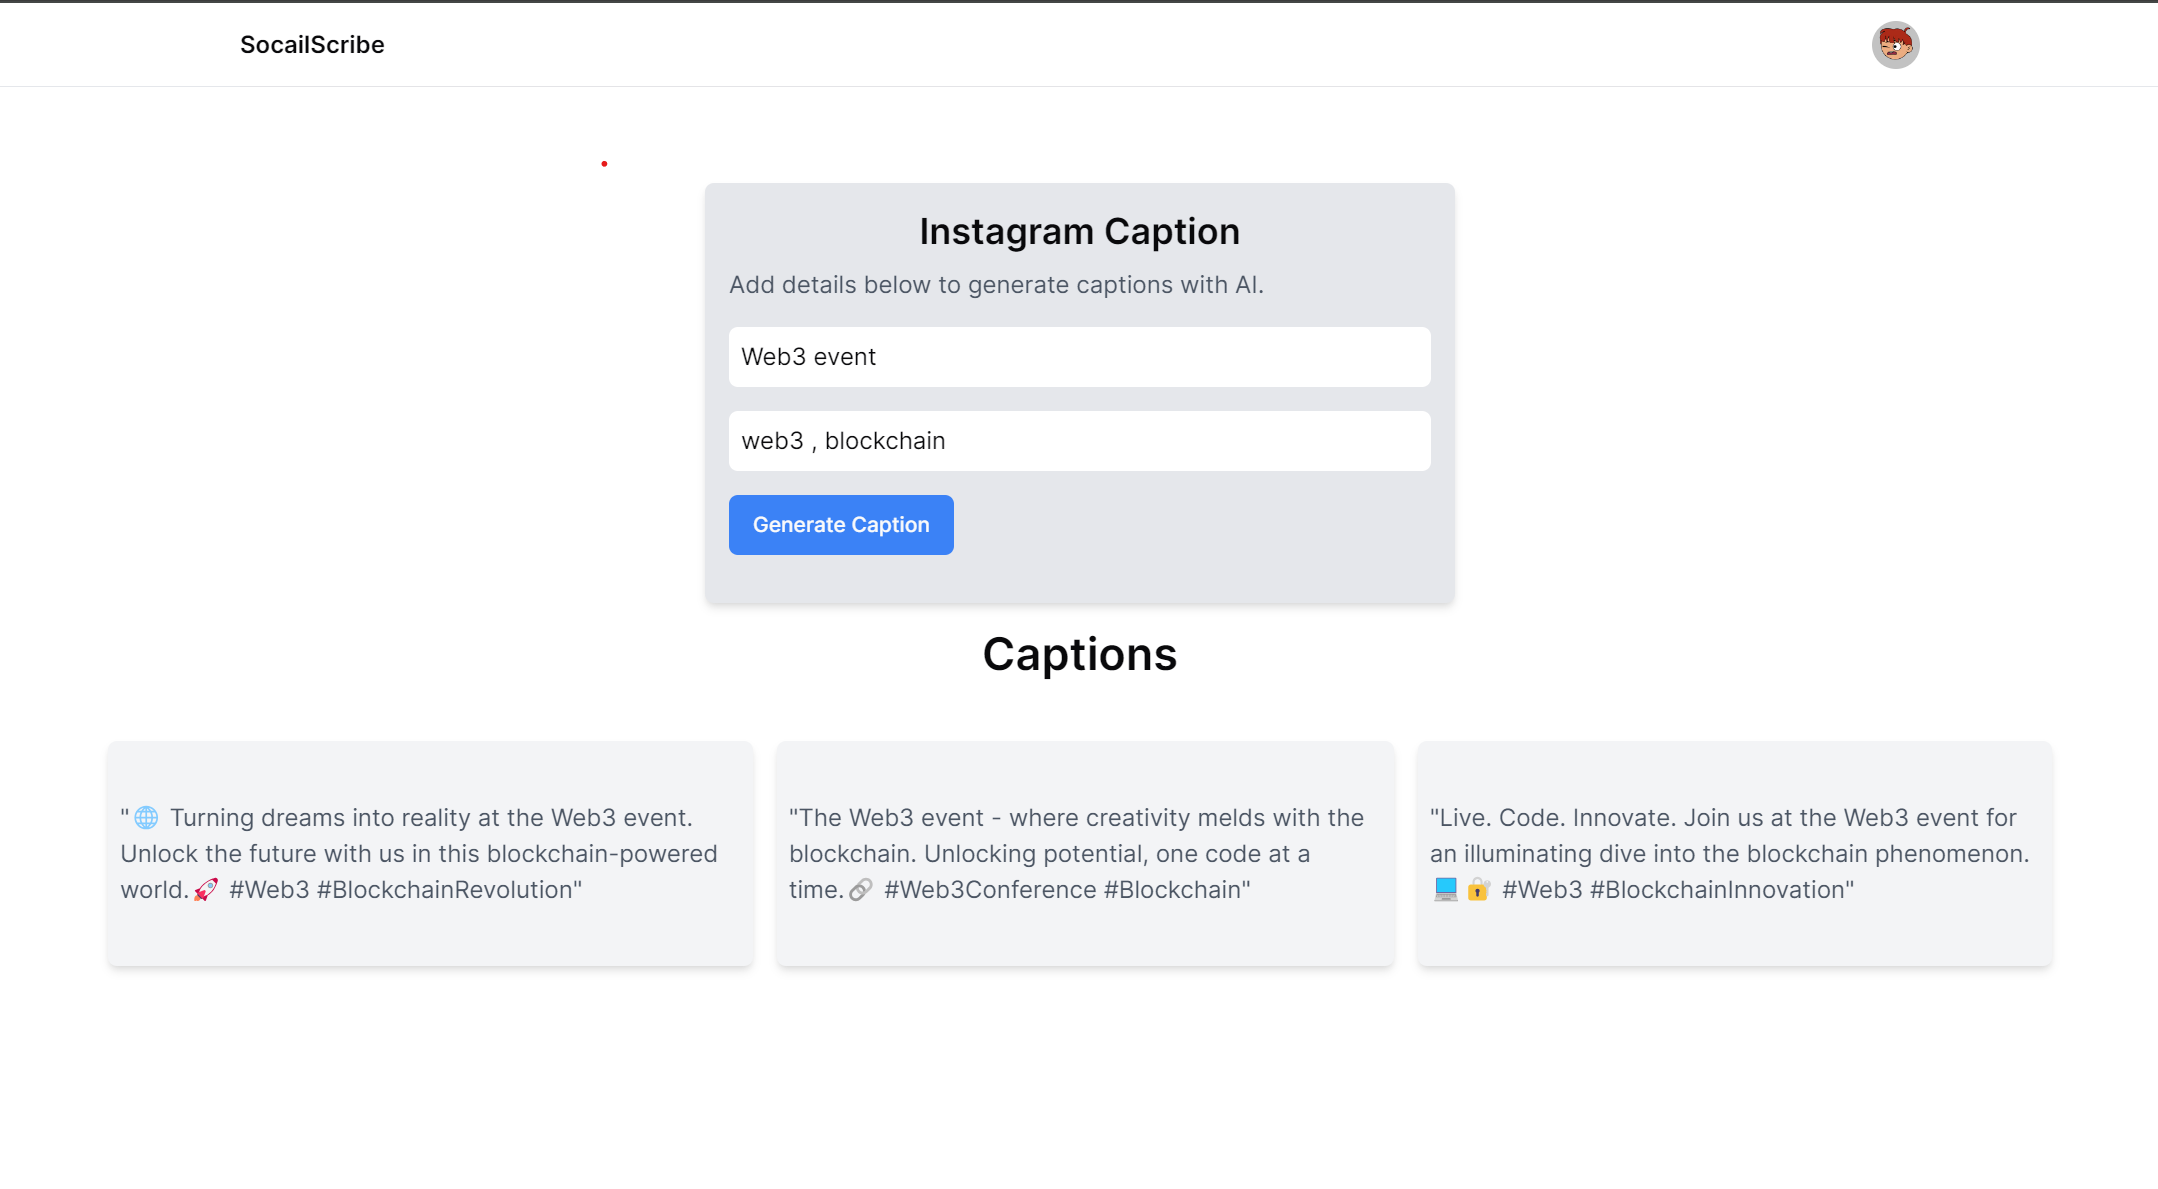 SocailScribe
Instagram Caption
Add details below to generate captions with AI.
Web3 event
web3 , blockchain
Generate Caption
Captions
"🌐 Turning dreams into reality at the Web3 event.
Unlock the future with us in this blockchain-powered
world.🚀 #Web3 #BlockchainRevolution"
"The Web3 event - where creativity melds with the
blockchain. Unlocking potential, one code at a
time.🔗 #Web3Conference #Blockchain"
"Live. Code. Innovate. Join us at the Web3 event for
an illuminating dive into the blockchain phenomenon.
💻🔐 #Web3 #BlockchainInnovation"